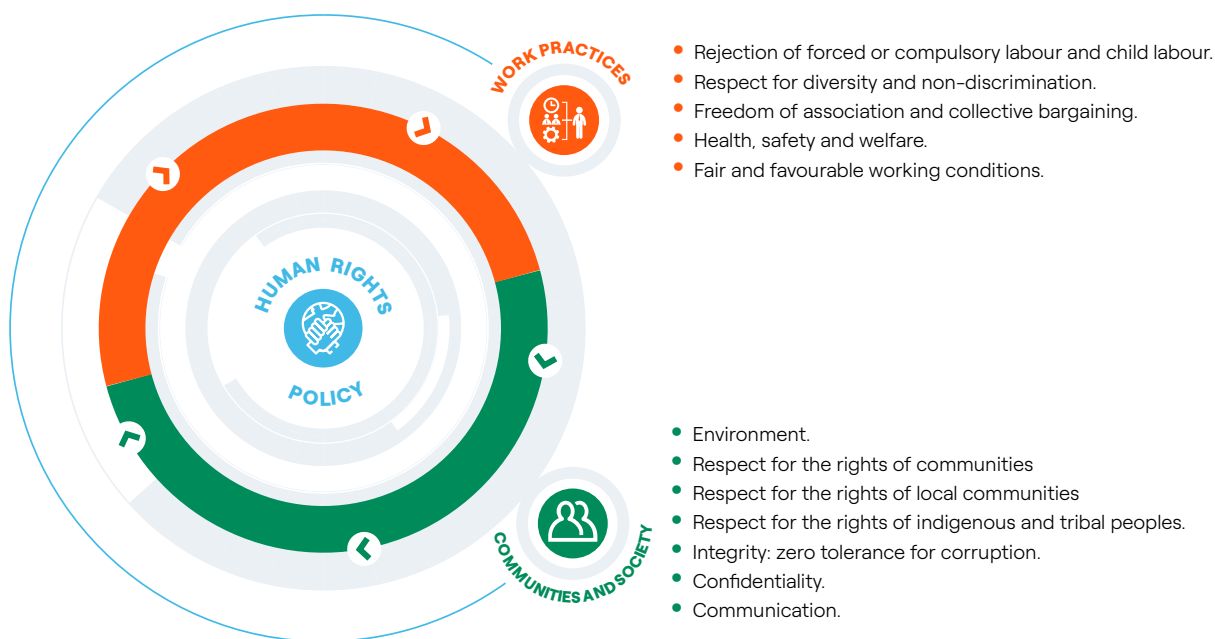 HUMAN RIGHTS
POLICY
WORK PRACTICES
Rejection of forced or compulsory labour and child labour.
Respect for diversity and non-discrimination.
Freedom of association and collective bargaining.
Health, safety and welfare.
Fair and favourable working conditions.
COMMUNITIES AND SOCIETY
Environment.
Respect for the rights of communities
Respect for the rights of local communities
Respect for the rights of indigenous and tribal peoples.
Integrity: zero tolerance for corruption.
Confidentiality.
Communication.